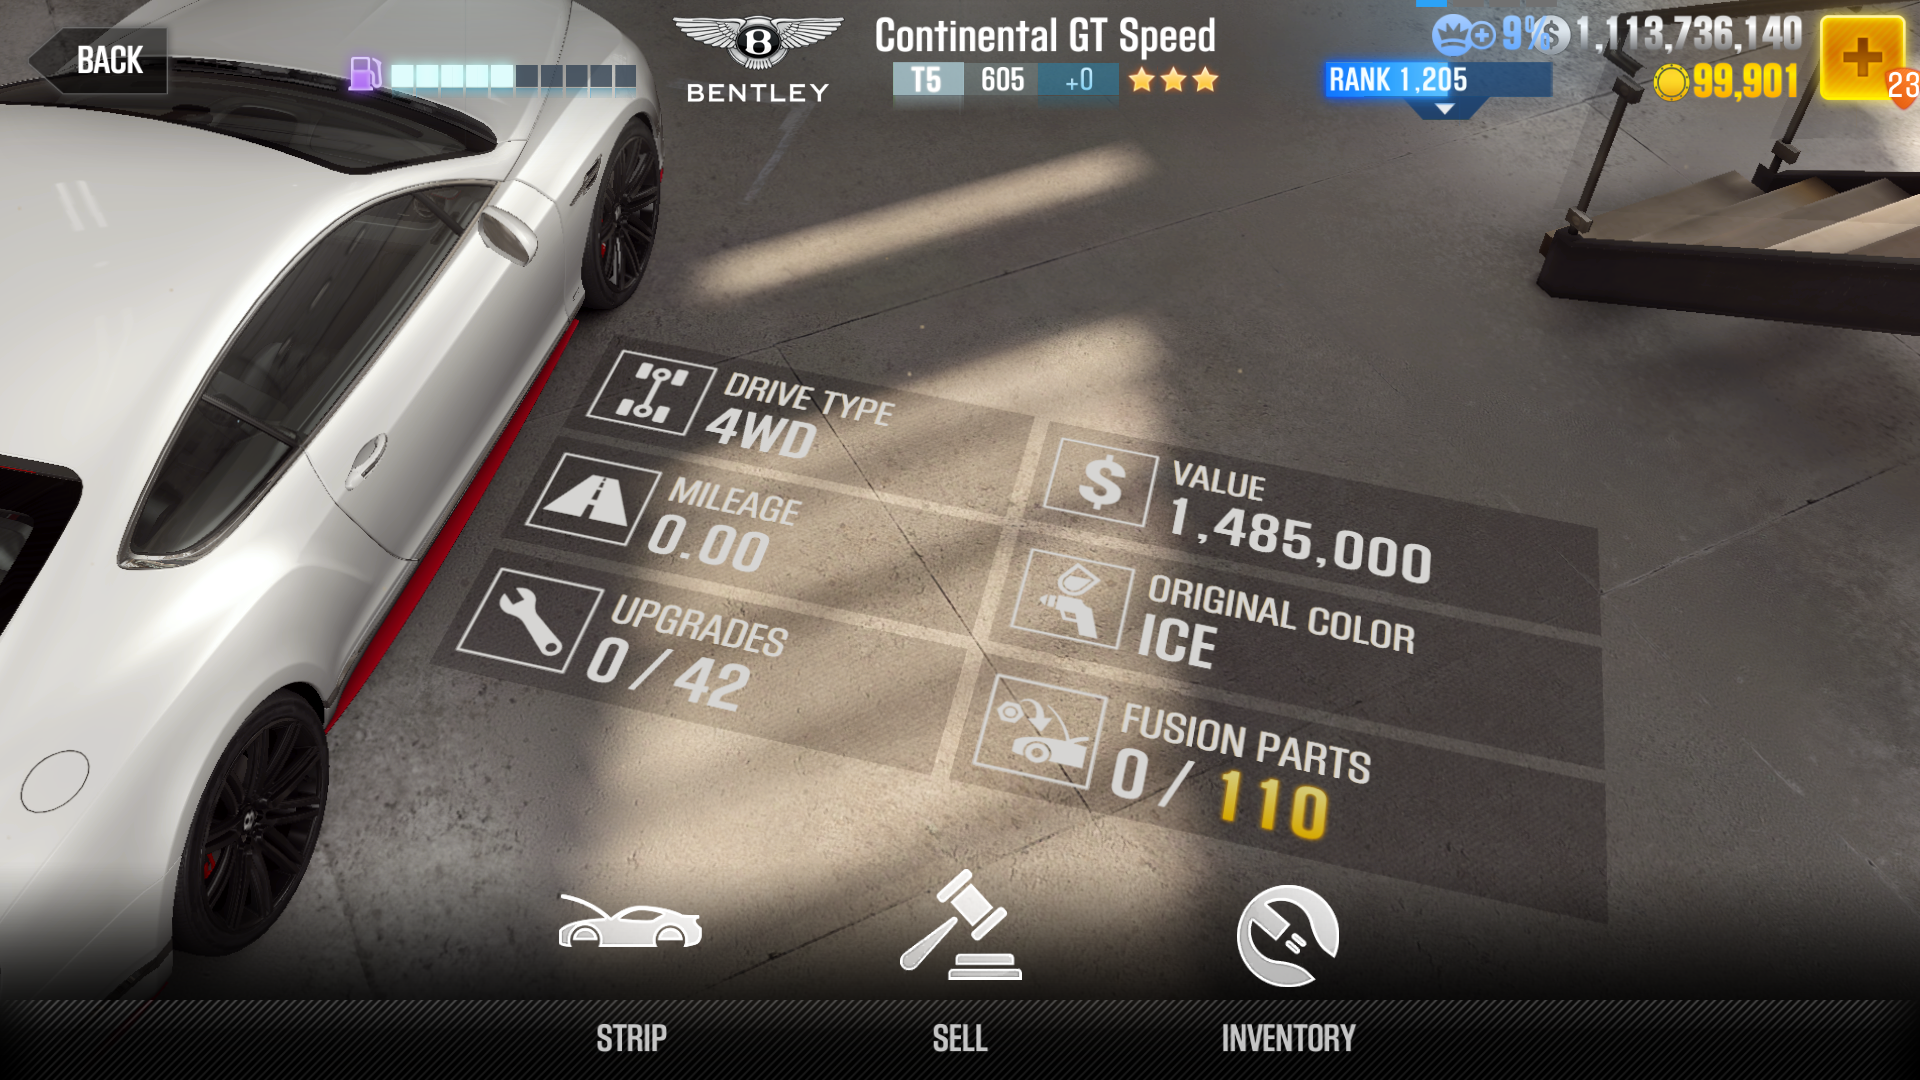 BACK
B
BENTLEY
Continental GT Speed
T5 605 +0
9%
1,113,736,140
RANK 1,205
99,901
23
DRIVE TYPE
4WD
MILEAGE
0.00
UPGRADES
0 / 42
VALUE
1,485,000
ORIGINAL COLOR
ICE
FUSION PARTS
0 / 110
STRIP
SELL
INVENTORY